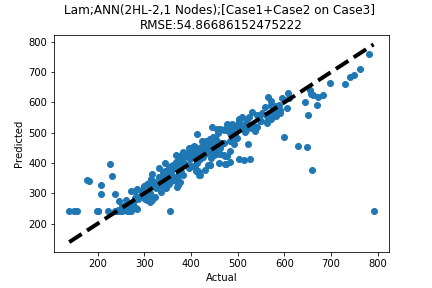 Lam;ANN(2HL-2,1 Nodes);[Case1+Case2 on Case3]
RMSE:54.86686152475222
800
700
600
500
400
300
200
Predicted
200 300 400 500 600 700 800
Actual